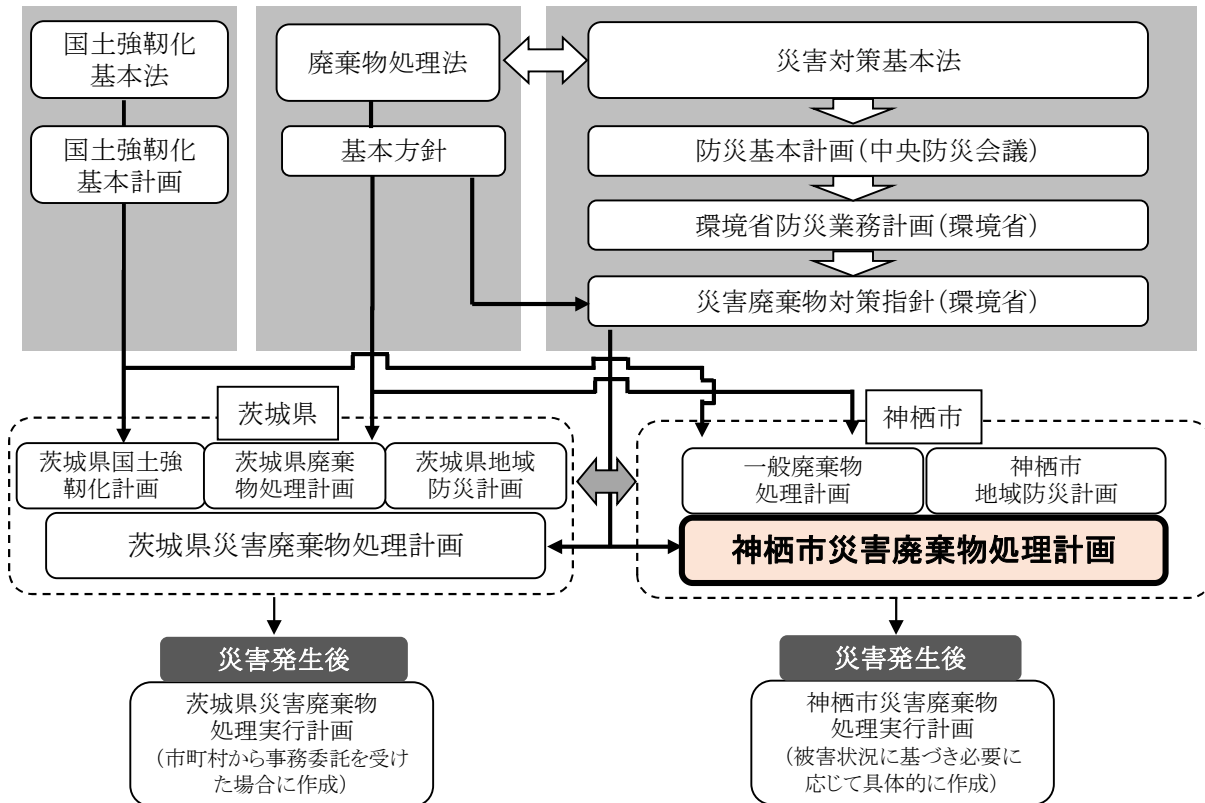 国土強靭化
基本法
廃棄物処理法
災害対策基本法
国土強靭化
基本計画
基本方針
防災基本計画(中央防災会議)
環境省防災業務計画(環境省)
災害廃棄物対策指針(環境省)
茨城県
神栖市
茨城県国土強
靭化計画
茨城県廃棄
物処理計画
茨城県地域
防災計画
一般廃棄物
処理計画
神栖市
地域防災計画
茨城県災害廃棄物処理計画
神栖市災害廃棄物処理計画
災害発生後
茨城県災害廃棄物
処理実行計画
(市町村から事務委託を受け
た場合に作成)
災害発生後
神栖市災害廃棄物
処理実行計画
(被害状況に基づき必要に
応じて具体的に作成)